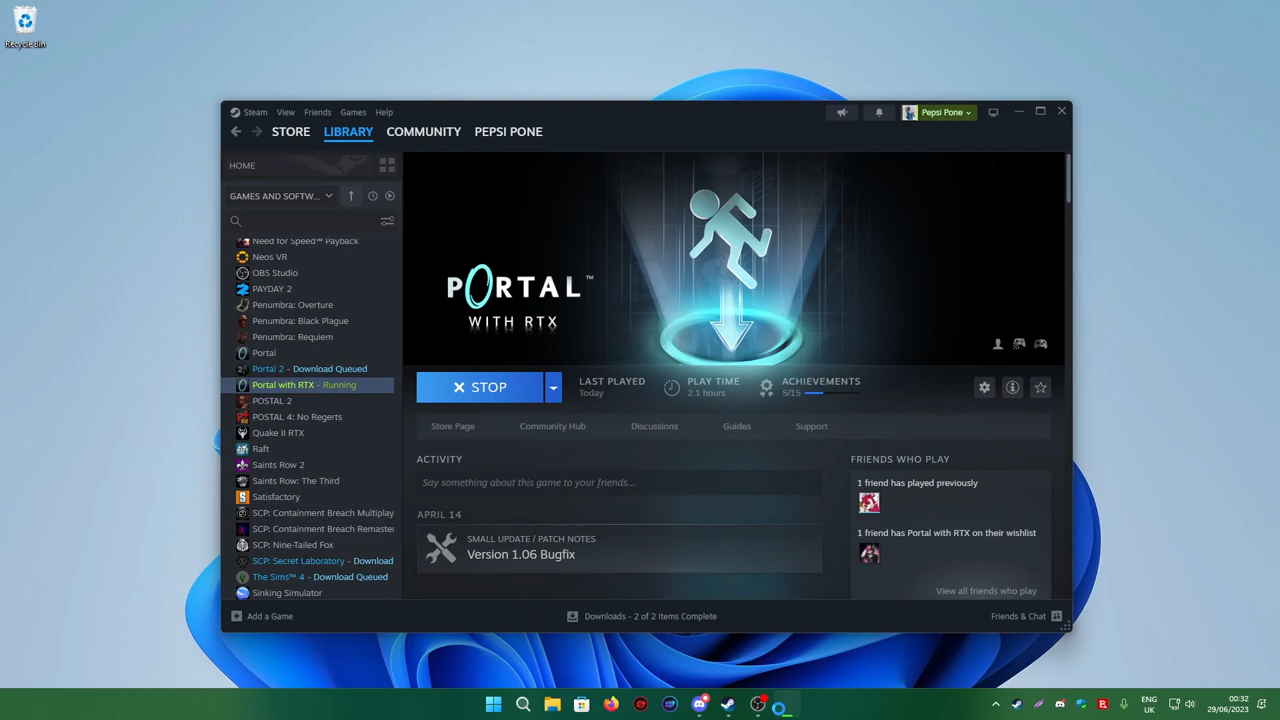 Recycle Bin
Steam View Friends Games Help
Pepsi Pone
STORE LIBRARY COMMUNITY PEPSI PONE
HOME
GAMES AND SOFTW...
Need for Speed™ Payback
Neos VR
OBS Studio
PAYDAY 2
Penumbra: Overture
Penumbra: Black Plague
Penumbra: Requiem
Portal
Portal 2 - Download Queued
Portal with RTX - Running
POSTAL 2
POSTAL 4: No Regerts
Quake II RTX
Raft
Saints Row 2
Saints Row: The Third
Satisfactory
SCP: Containment Breach Multiplay
SCP: Containment Breach Remaster
SCP: Nine-Tailed Fox
SCP: Secret Laboratory - Download
The Sims™ 4 - Download Queued
Sinking Simulator
PORTAL™
WITH RTX
STOP
LAST PLAYED
Today
PLAY TIME
2.1 hours
ACHIEVEMENTS
5/15
Store Page Community Hub Discussions Guides Support
ACTIVITY
Say something about this game to your friends...
APRIL 14
SMALL UPDATE / PATCH NOTES
Version 1.06 Bugfix
FRIENDS WHO PLAY
1 friend has played previously
1 friend has Portal with RTX on their wishlist
View all friends who play
Add a Game
Downloads - 2 of 2 Items Complete
Friends & Chat
ENG
UK
00:32
29/06/2023